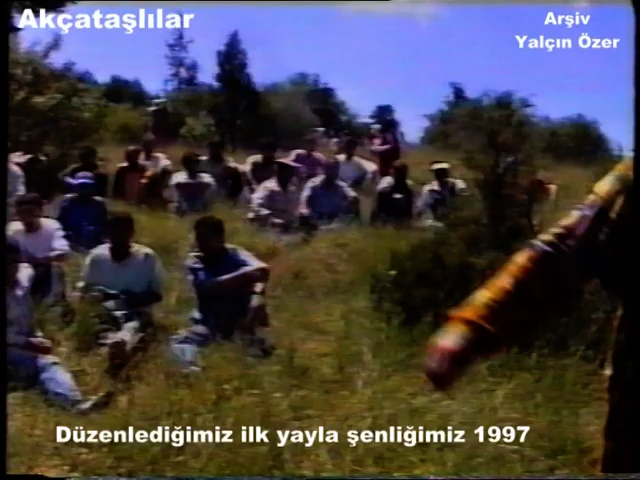 Akçataşlılar
Arşiv
Yalçın Özer
Düzenlediğimiz ilk yayla şenliğimiz 1997